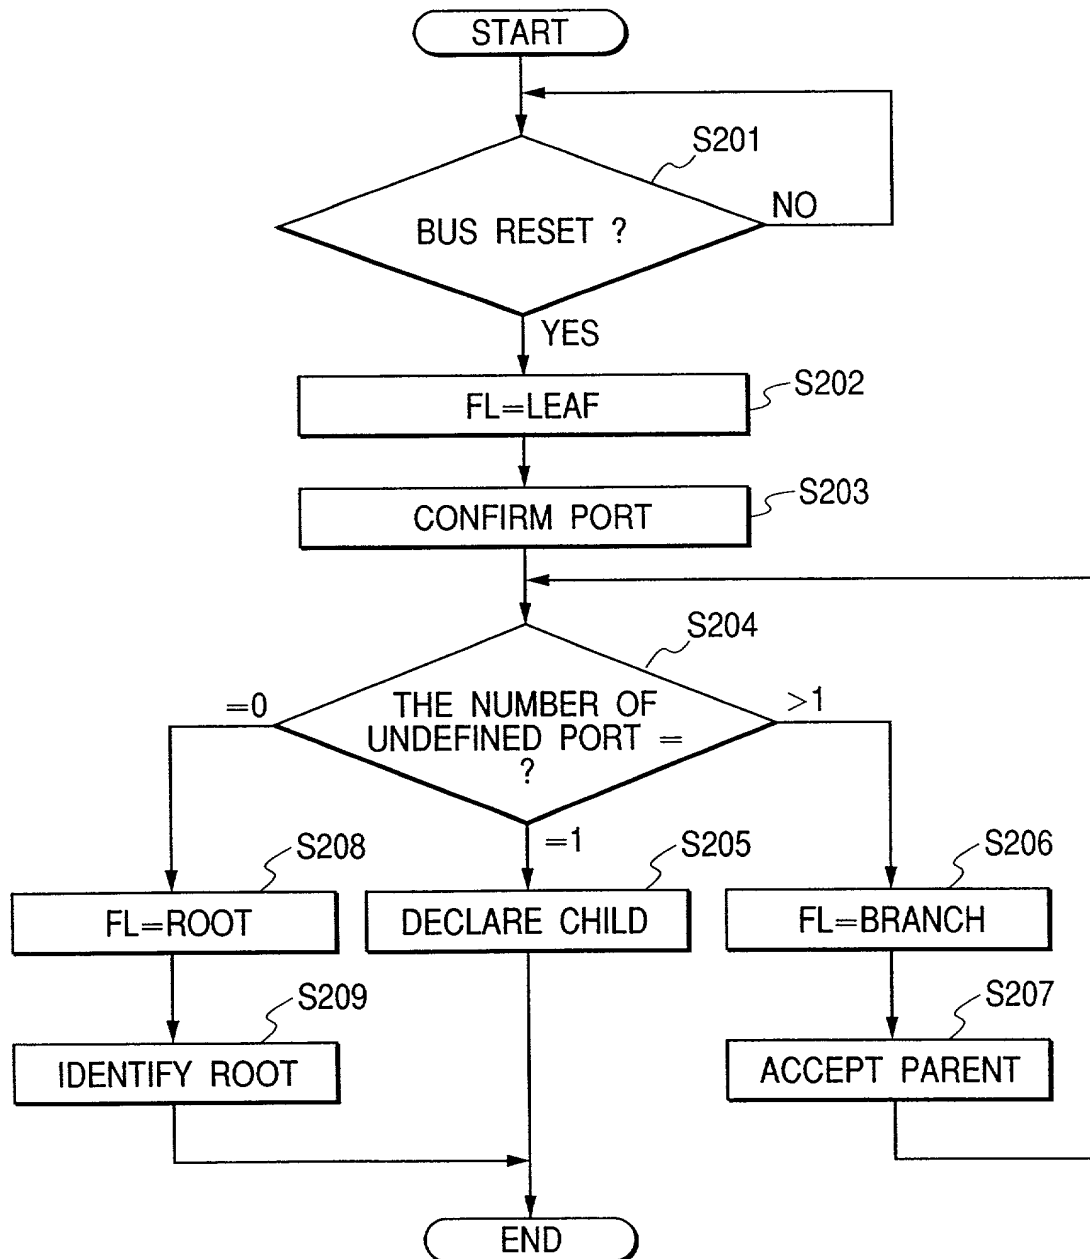 START
S201
BUS RESET ?
NO
YES
S202
FL=LEAF
S203
CONFIRM PORT
S204
=0
THE NUMBER OF
UNDEFINED PORT =
?
>1
=1
S208
FL=ROOT
S205
DECLARE CHILD
S206
FL=BRANCH
S209
IDENTIFY ROOT
S207
ACCEPT PARENT
END